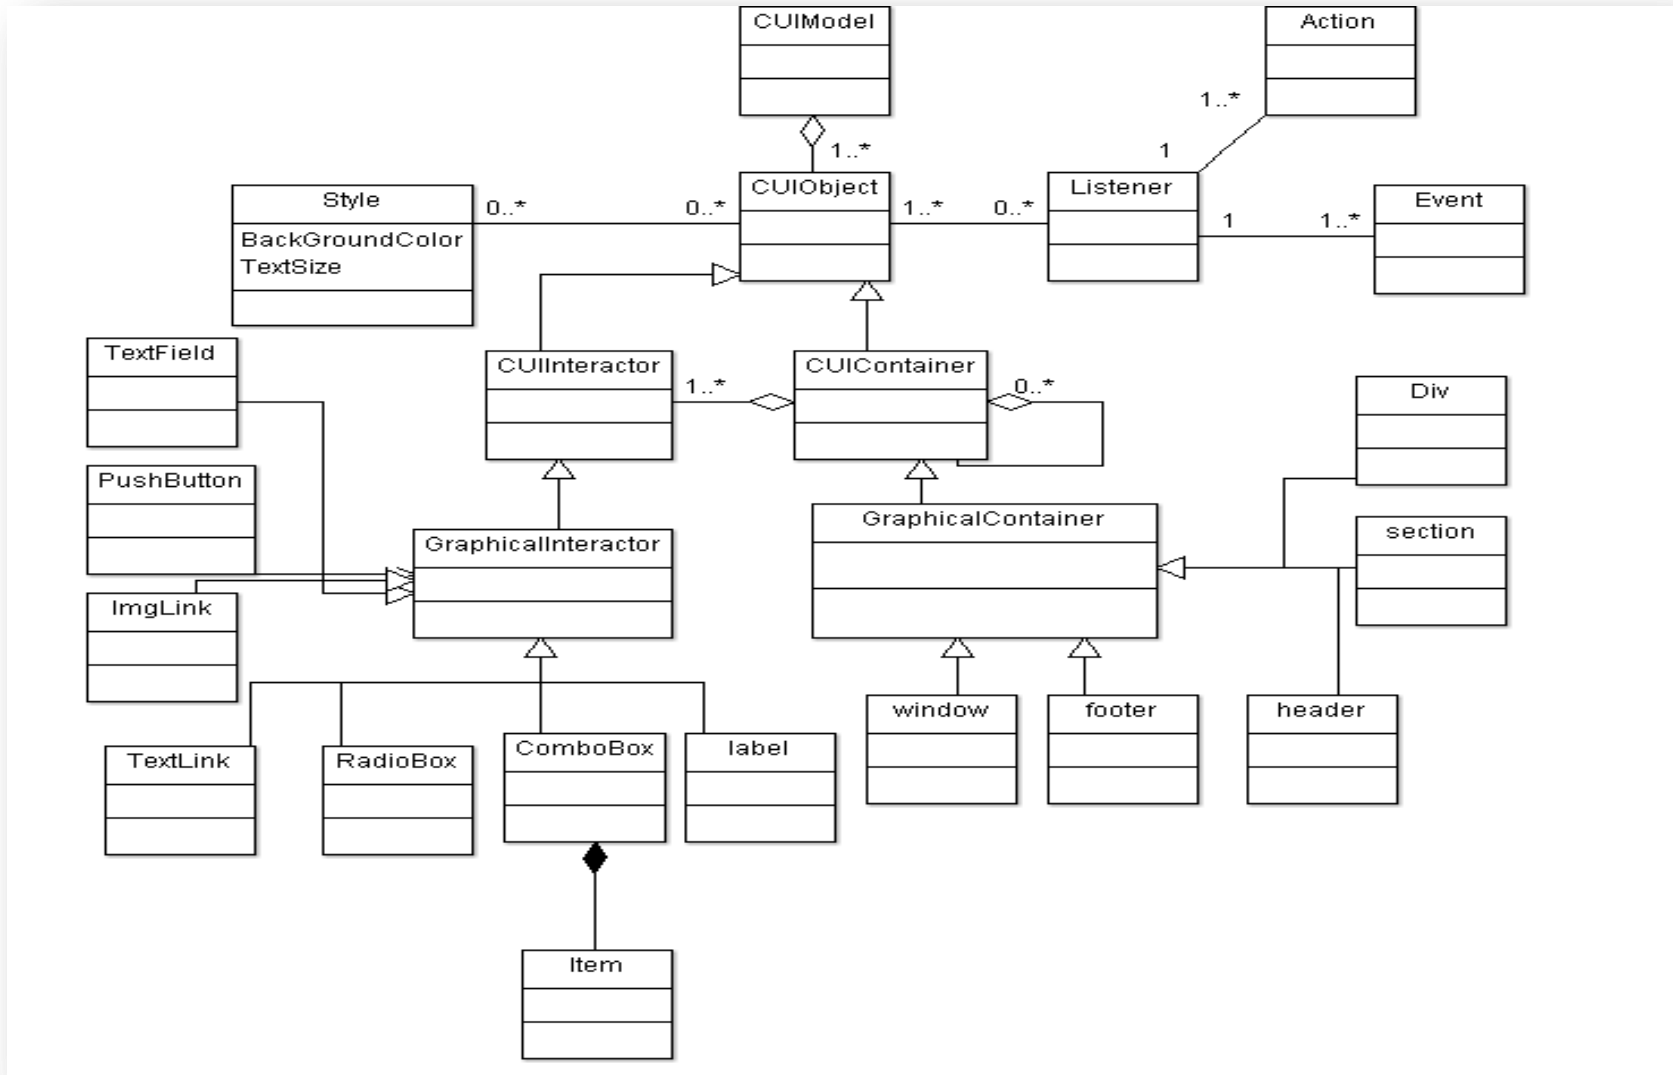 CUIModel
Action
1..*
1..*
1
CUIObject
Listener
Style
0..*
0..*
1..*
0..*
1
1..*
Event
BackGroundColor
TextSize
TextField
CUIInteractor
1..*
CUIContainer
0..*
Div
PushButton
GraphicalInteractor
GraphicalContainer
section
ImgLink
window
footer
header
TextLink
RadioBox
ComboBox
label
Item